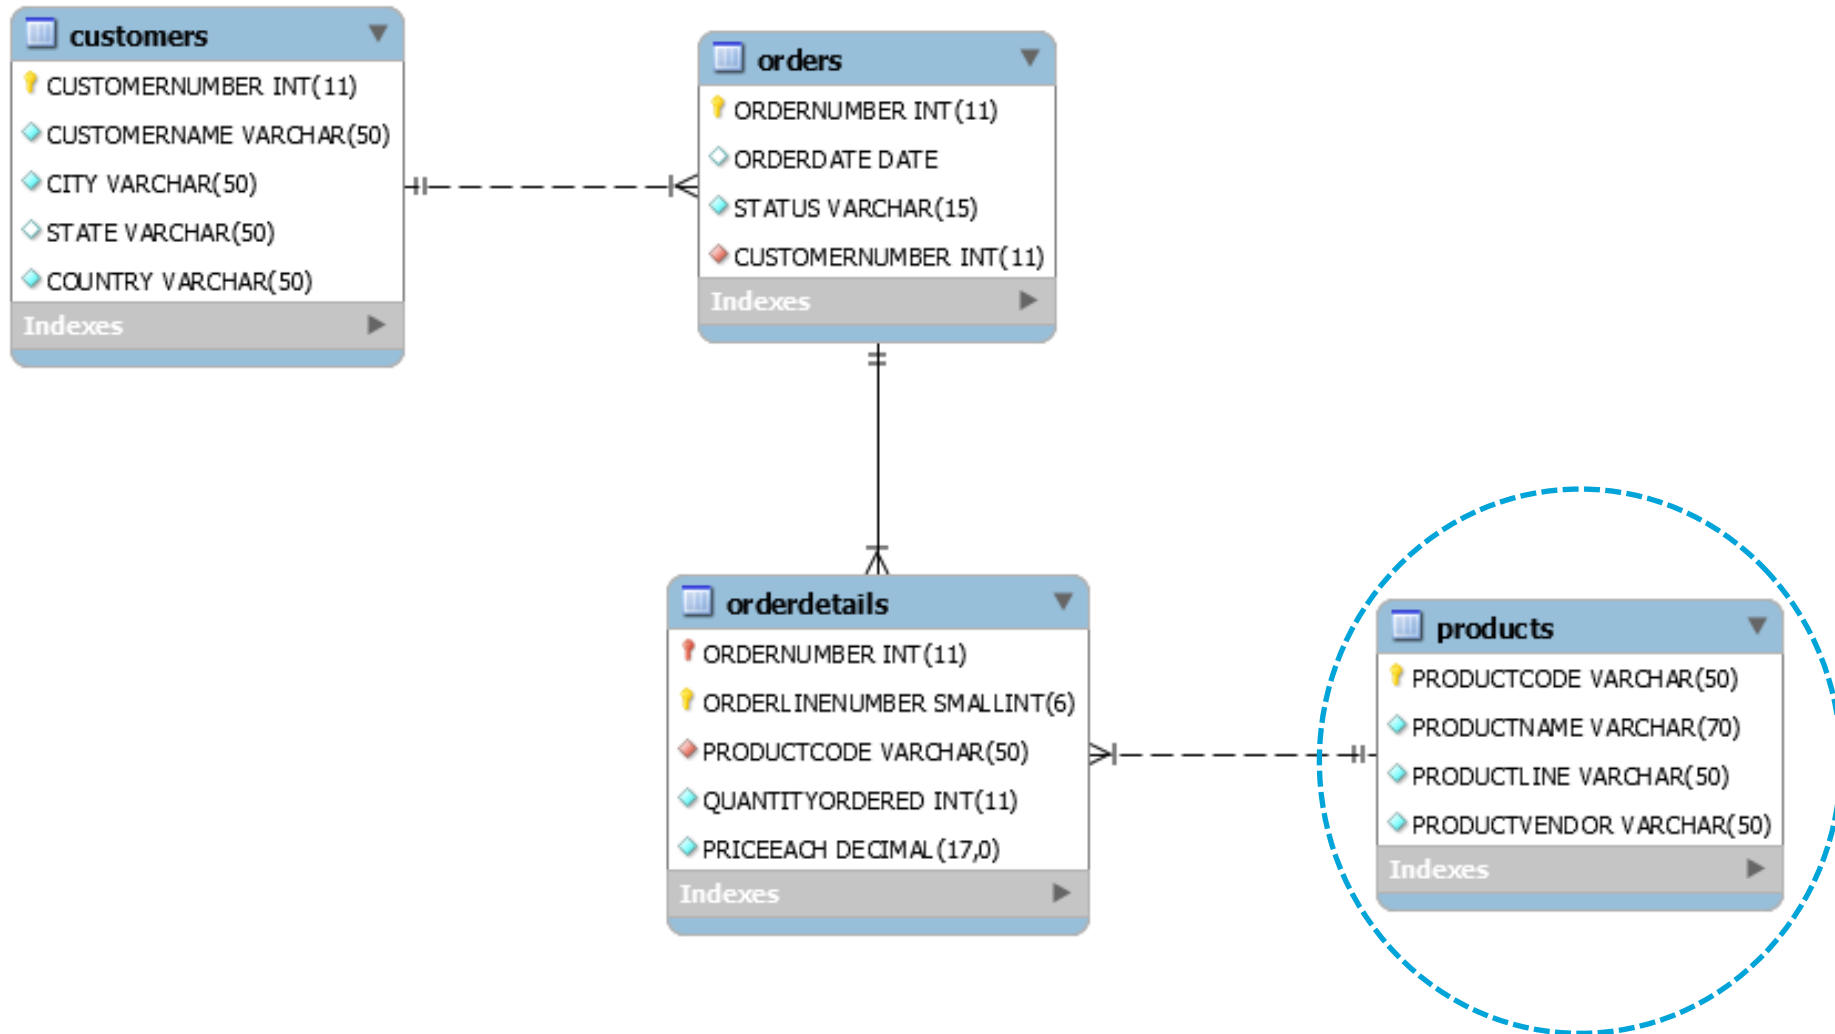 customers
CUSTOMERNUMBER INT(11)
CUSTOMERNAME VARCHAR(50)
CITY VARCHAR(50)
STATE VARCHAR(50)
COUNTRY VARCHAR(50)
Indexes
orders
ORDERNUMBER INT(11)
ORDERDATE DATE
STATUS VARCHAR(15)
CUSTOMERNUMBER INT(11)
Indexes
orderdetails
ORDERNUMBER INT(11)
ORDERLINENUMBER SMALLINT(6)
PRODUCTCODE VARCHAR(50)
QUANTITYORDERED INT(11)
PRICEEACH DECIMAL(17,0)
Indexes
products
PRODUCTCODE VARCHAR(50)
PRODUCTNAME VARCHAR(70)
PRODUCTLINE VARCHAR(50)
PRODUCTVENDOR VARCHAR(50)
Indexes